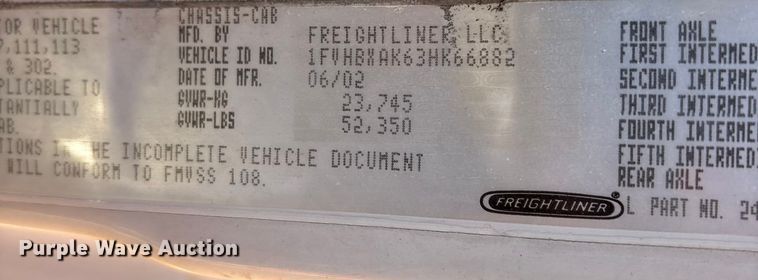 TOR VEHICLE
7,111,113
& 302.
PLICABLE TO
TANTIALLY
AB.
TIONS IN THE INCOMPLETE VEHICLE DOCUMENT
WILL CONFORM TO FMVSS 108.
CHASSIS-CAB
MFD. BY FREIGHTLINER LLC
VEHICLE ID NO. 1FVHBXAK63HK66882
DATE OF MFR. 06/02
GVWR-KG 23,745
GVWR-LBS 52,350
FRONT AXLE
FIRST INTERMED
SECOND INTERME
THIRD INTERMED
FOURTH INTERME
FIFTH INTERMEDI
REAR AXLE
FREIGHTLINER
L PART NO. 24
Purple Wave Auction